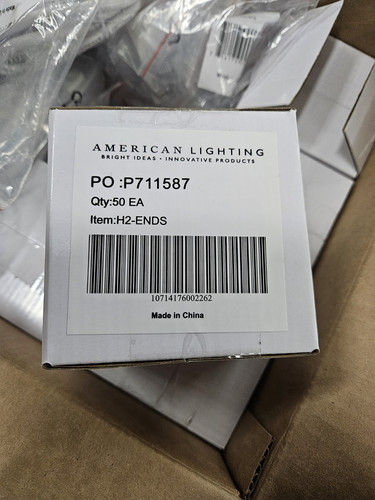 AMERICAN LIGHTING
BRIGHT IDEAS • INNOVATIVE PRODUCTS
PO :P711587
Qty:50 EA
Item:H2-ENDS
10714176002262
Made in China